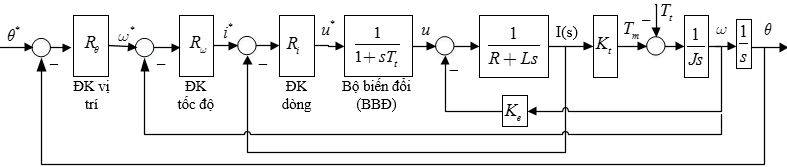 θ* R_θ ω* R_ω i* R_i u* 1/(1+sT_t) u 1/(R+Ls) I(s) K_t T_m T_t 1/(Js) ω 1/s θ
− − − − −
ĐK vị trí
ĐK tốc độ
ĐK dòng
Bộ biến đổi (BBĐ)
K_e